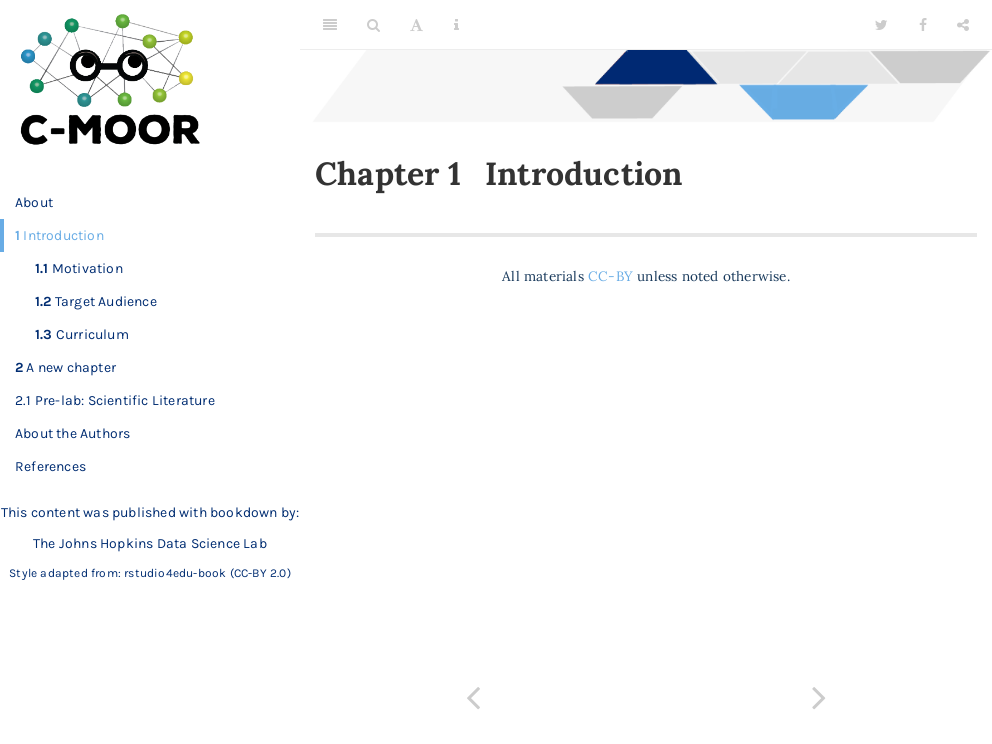 C-MOOR
About
1 Introduction
1.1 Motivation
1.2 Target Audience
1.3 Curriculum
2 A new chapter
2.1 Pre-lab: Scientific Literature
About the Authors
References
This content was published with bookdown by:
The Johns Hopkins Data Science Lab
Style adapted from: rstudio4edu-book (CC-BY 2.0)
Chapter 1 Introduction
All materials CC-BY unless noted otherwise.